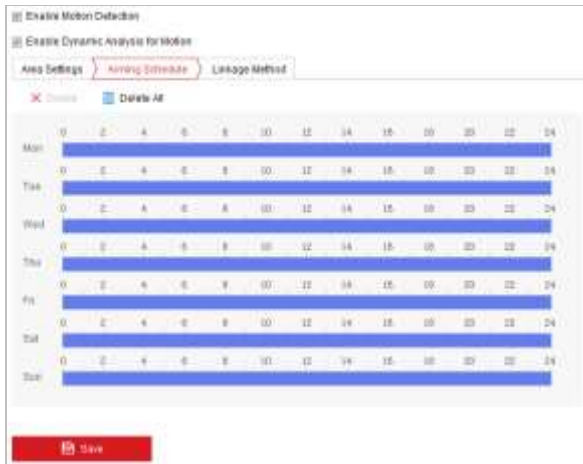 Enable Motion Detection
Enable Dynamic Analysis for Motion
Area Settings Arming Schedule Linkage Method
Delete Delete All
0 2 4 6 8 10 12 14 16 18 20 22 24
Mon
0 2 4 6 8 10 12 14 16 18 20 22 24
Tue
0 2 4 6 8 10 12 14 16 18 20 22 24
Wed
0 2 4 6 8 10 12 14 16 18 20 22 24
Thu
0 2 4 6 8 10 12 14 16 18 20 22 24
Fri
0 2 4 6 8 10 12 14 16 18 20 22 24
Sat
0 2 4 6 8 10 12 14 16 18 20 22 24
Sun
Save